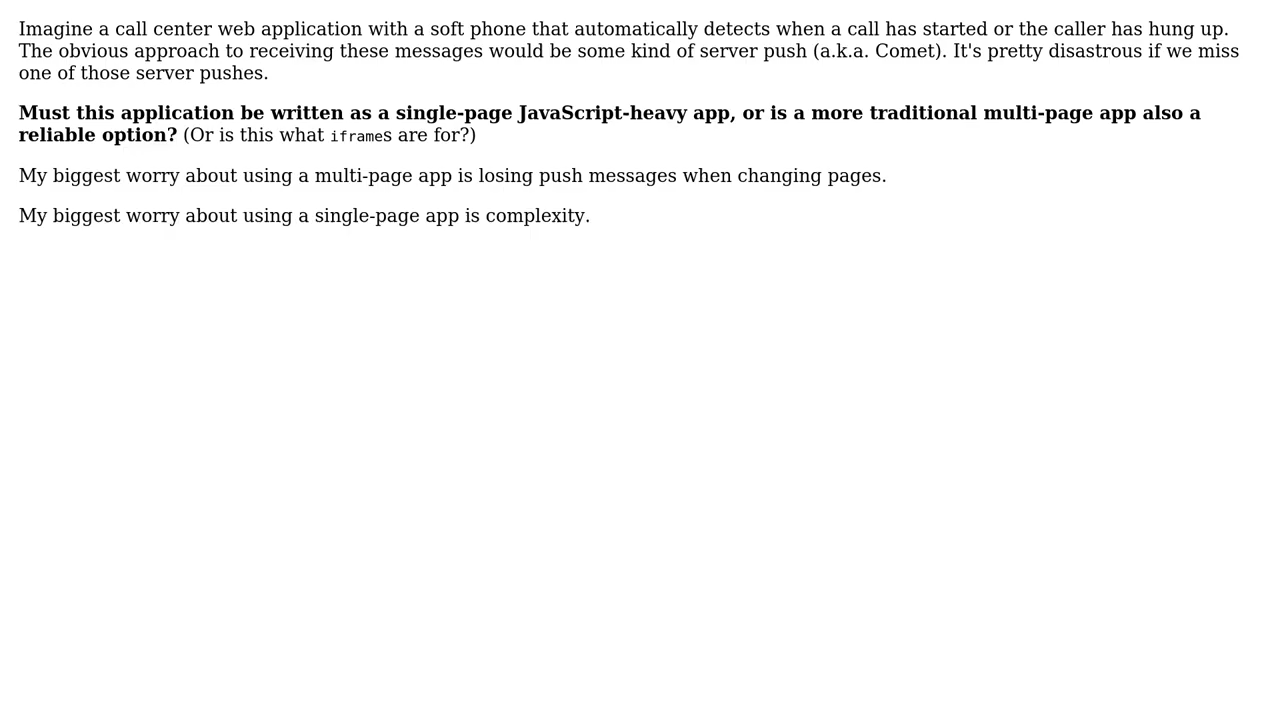 Imagine a call center web application with a soft phone that automatically detects when a call has started or the caller has hung up.
The obvious approach to receiving these messages would be some kind of server push (a.k.a. Comet). It's pretty disastrous if we miss
one of those server pushes.
Must this application be written as a single-page JavaScript-heavy app, or is a more traditional multi-page app also a
reliable option? (Or is this what iframes are for?)
My biggest worry about using a multi-page app is losing push messages when changing pages.
My biggest worry about using a single-page app is complexity.